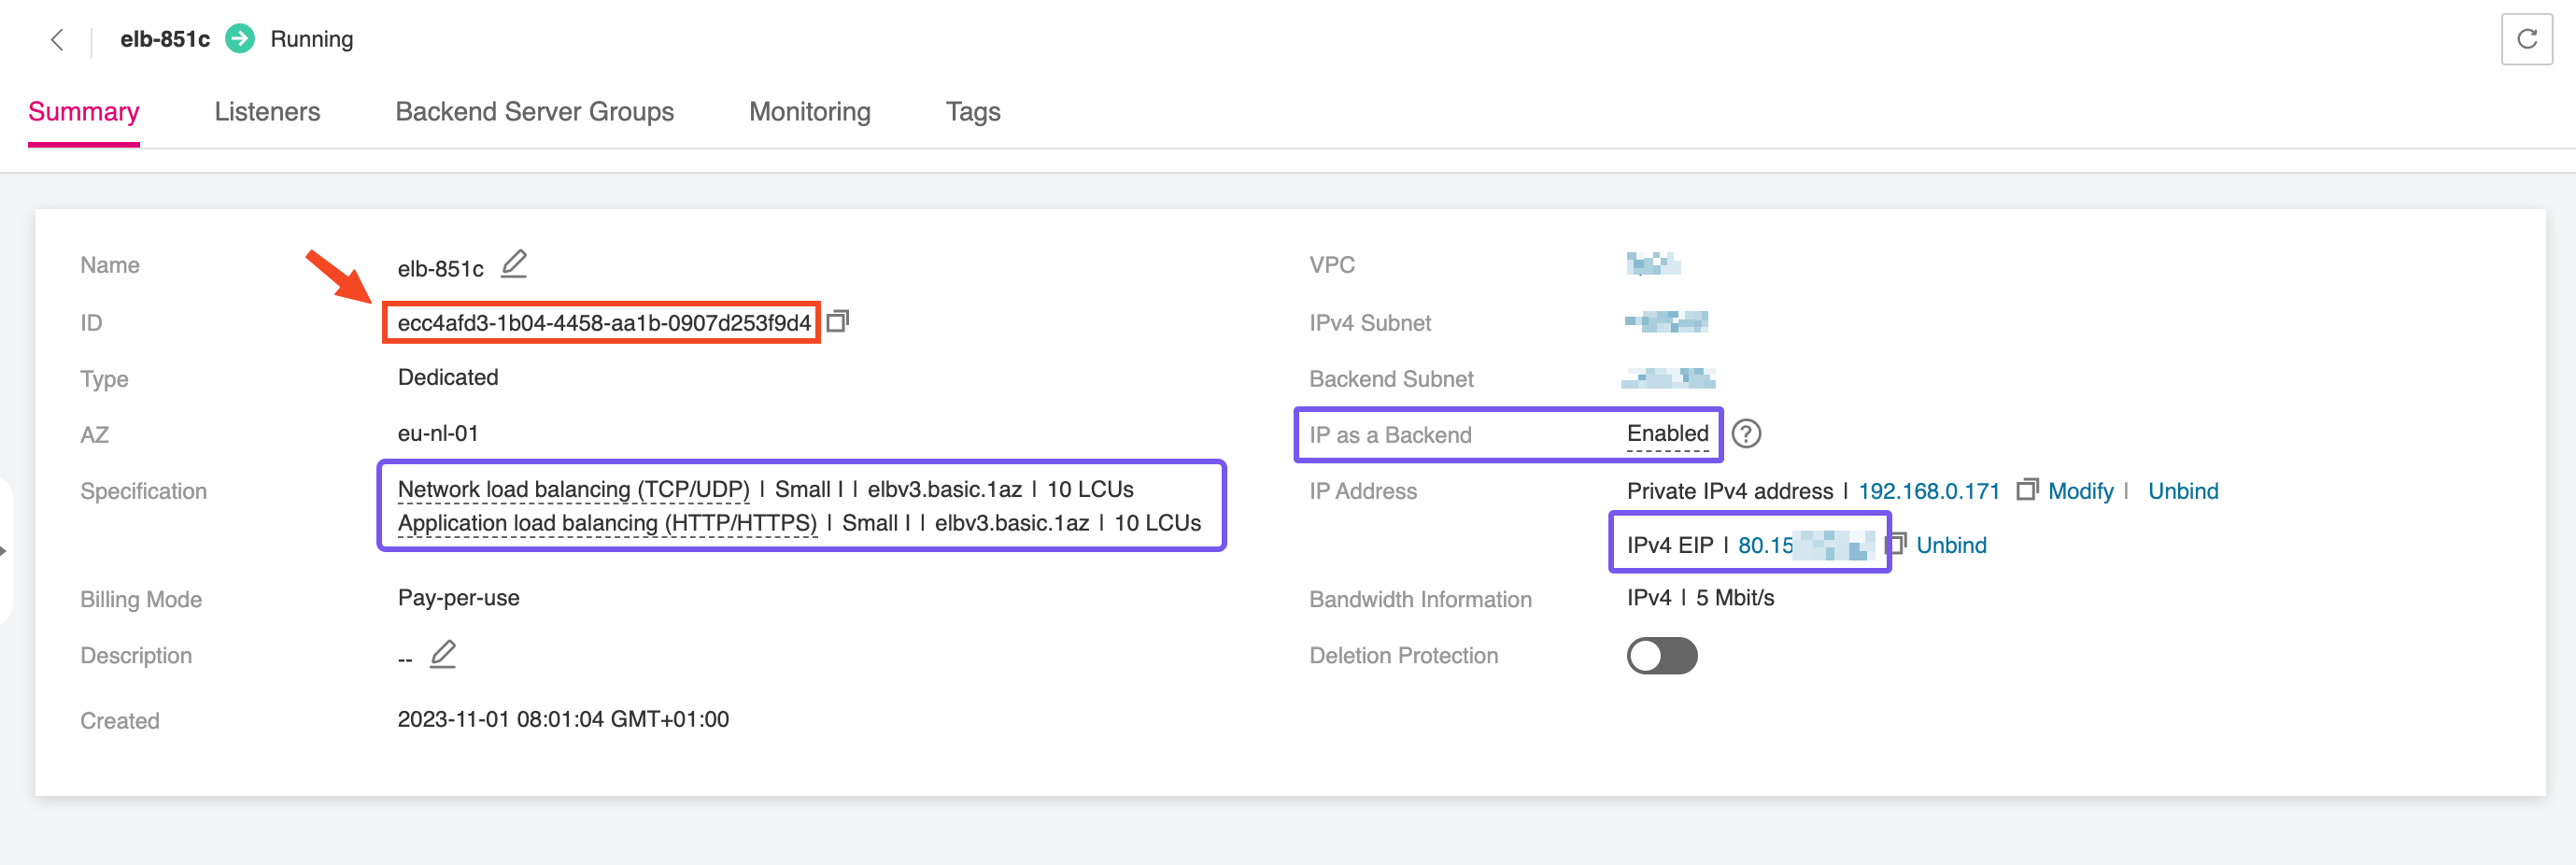 elb-851c Running
Summary Listeners Backend Server Groups Monitoring Tags
Name elb-851c
ID ecc4afd3-1b04-4458-aa1b-0907d253f9d4
Type Dedicated
AZ eu-nl-01
Specification Network load balancing (TCP/UDP) | Small I | elbv3.basic.1az | 10 LCUs
Application load balancing (HTTP/HTTPS) | Small I | elbv3.basic.1az | 10 LCUs
Billing Mode Pay-per-use
Description --
Created 2023-11-01 08:01:04 GMT+01:00
VPC
IPv4 Subnet
Backend Subnet
IP as a Backend Enabled
IP Address Private IPv4 address | 192.168.0.171 Modify | Unbind
IPv4 EIP | 80.15 Unbind
Bandwidth Information IPv4 | 5 Mbit/s
Deletion Protection